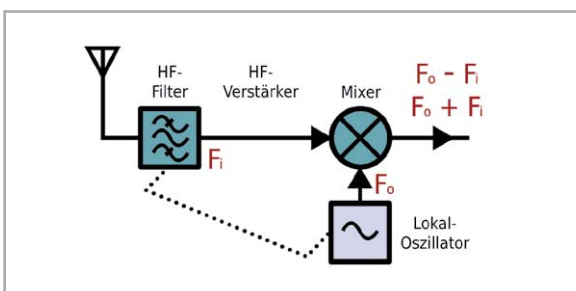 HF-
Filter
HF-
Verstärker
Mixer
Fo - Fi
Fo + Fi
Fi
Fo
Lokal-
Oszillator